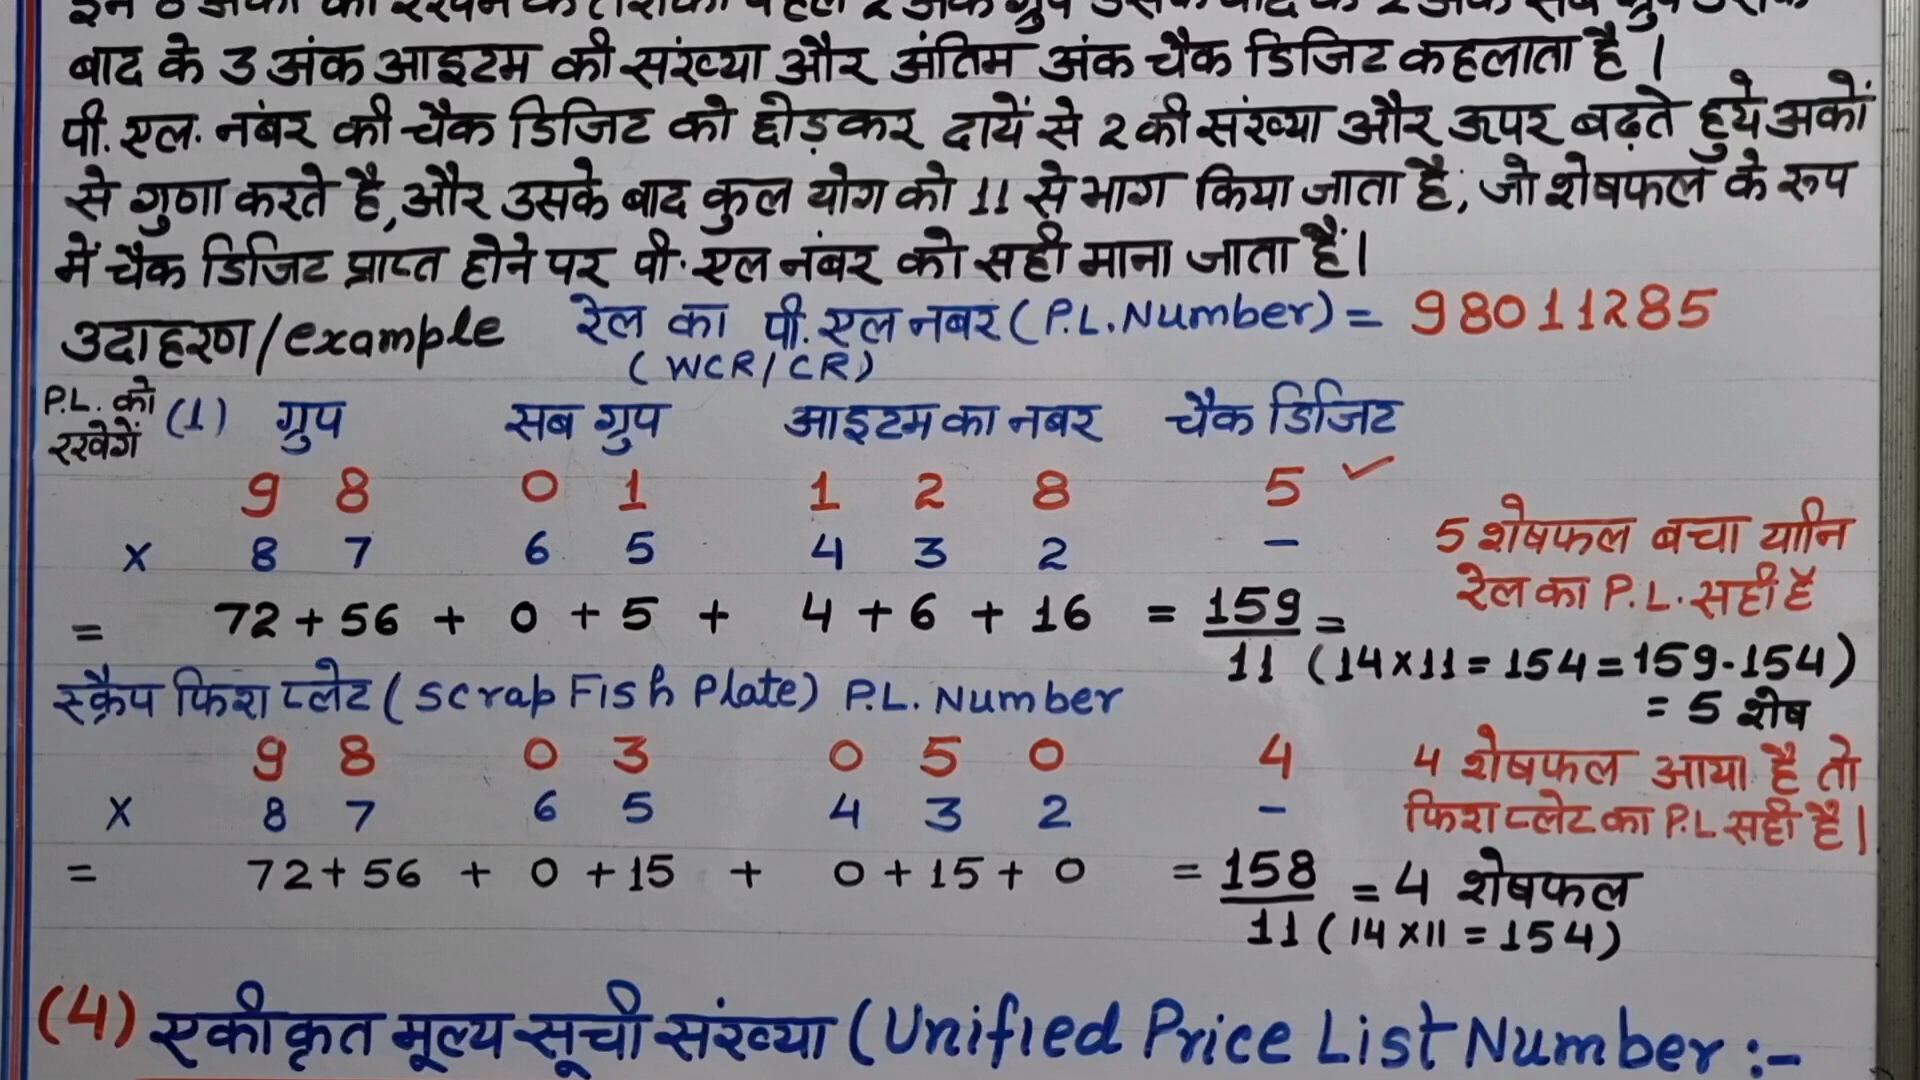 बाद के 3 अंक आइटम की संख्या और अंतिम अंक चैक डिजिट कहलाता है।
पी. एल. नंबर की चैक डिजिट को छोड़कर दायें से 2 की संख्या और ऊपर बढ़ते हुये अकों
से गुणा करते है, और उसके बाद कुल योग को 11 से भाग किया जाता है, जो शेषफल के रुप
में चैक डिजिट प्राप्त होने पर पी. एल नंबर को सही माना जाता हैं।
उदाहरण/example रेल का पी. एल नबर (P.L. Number) = 98011285
(WCR/CR)
P.L. को रखेगें (1) ग्रुप सब ग्रुप आइटम का नबर चैक डिजिट
9 8 0 1 1 2 8 5 ✓
x 8 7 6 5 4 3 2 -
5 शेषफल बचा यानि
रेल का P.L. सही है
= 72 + 56 + 0 + 5 + 4 + 6 + 16 = 159/11 =
(14x11 = 154 = 159-154)
= 5 शेष
स्क्रैप फिश प्लेट (Scrap Fish Plate) P.L. Number
9 8 0 3 0 5 0 4
x 8 7 6 5 4 3 2 -
4 शेषफल आया है तो
फिश प्लेट का P.L सही है।
= 72 + 56 + 0 + 15 + 0 + 15 + 0 = 158/11 = 4 शेषफल
(14 x 11 = 154)
(4) एकीकृत मूल्य सूची संख्या (Unified Price List Number :-